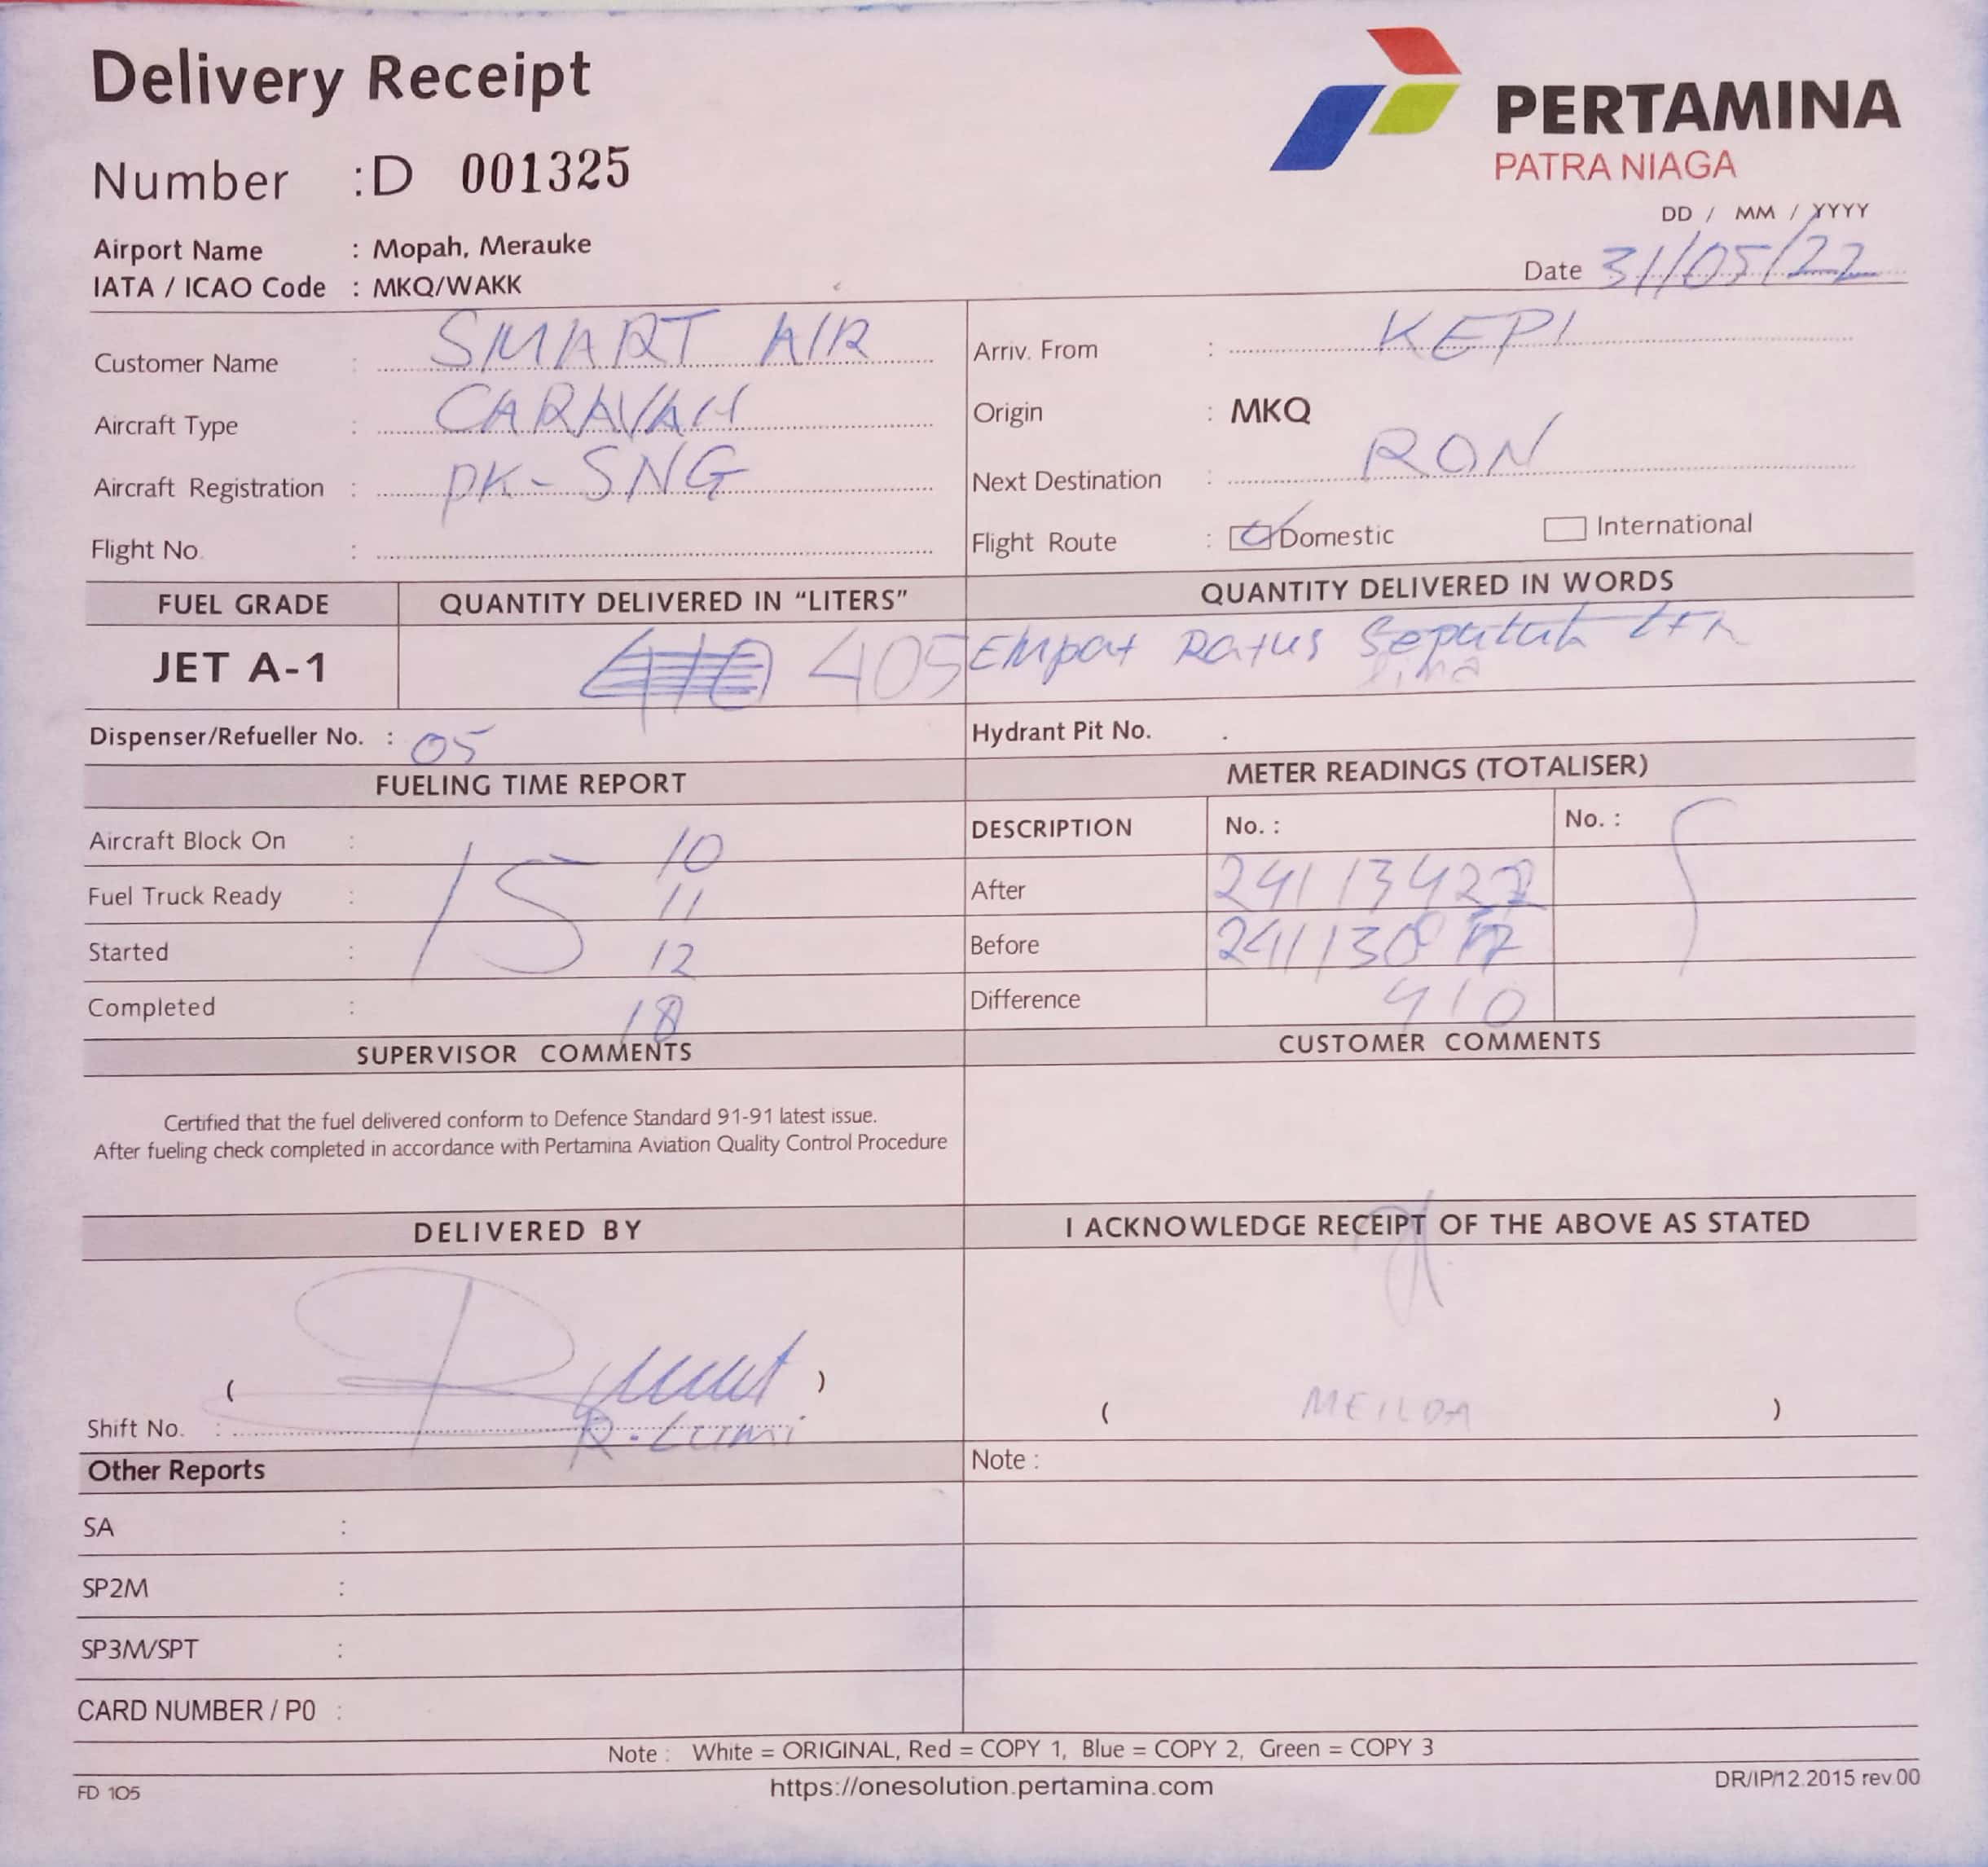 Delivery Receipt
PERTAMINA
PATRA NIAGA
Number :D 001325
DD / MM / YYYY
Airport Name : Mopah, Merauke
Date 31/05/22
IATA / ICAO Code : MKQ/WAKK
Customer Name : SMART AIR
Arriv. From : KEPI
Aircraft Type : CARAVAN
Origin : MKQ
Aircraft Registration : PK-SNG
Next Destination : RON
Flight No. :
Flight Route : Domestic International
FUEL GRADE QUANTITY DELIVERED IN "LITERS" QUANTITY DELIVERED IN WORDS
JET A-1 410 405 Empat Ratus Sepuluh Ltr
lima
Dispenser/Refueller No. : 05
Hydrant Pit No.
FUELING TIME REPORT
METER READINGS (TOTALISER)
DESCRIPTION No. : No. :
Aircraft Block On : 15 10
Fuel Truck Ready : 11
After 24113422
Started : 12
Before
Completed : 18
Difference 410
SUPERVISOR COMMENTS
CUSTOMER COMMENTS
Certified that the fuel delivered conform to Defence Standard 91-91 latest issue.
After fueling check completed in accordance with Pertamina Aviation Quality Control Procedure
DELIVERED BY
I ACKNOWLEDGE RECEIPT OF THE ABOVE AS STATED
( )
( MEILDA )
Shift No. : R. Lumi
Other Reports
Note :
SA :
SP2M :
SP3M/SPT :
CARD NUMBER / P0 :
Note : White = ORIGINAL, Red = COPY 1, Blue = COPY 2, Green = COPY 3
FD 105
https://onesolution.pertamina.com
DR/IP/12.2015 rev.00